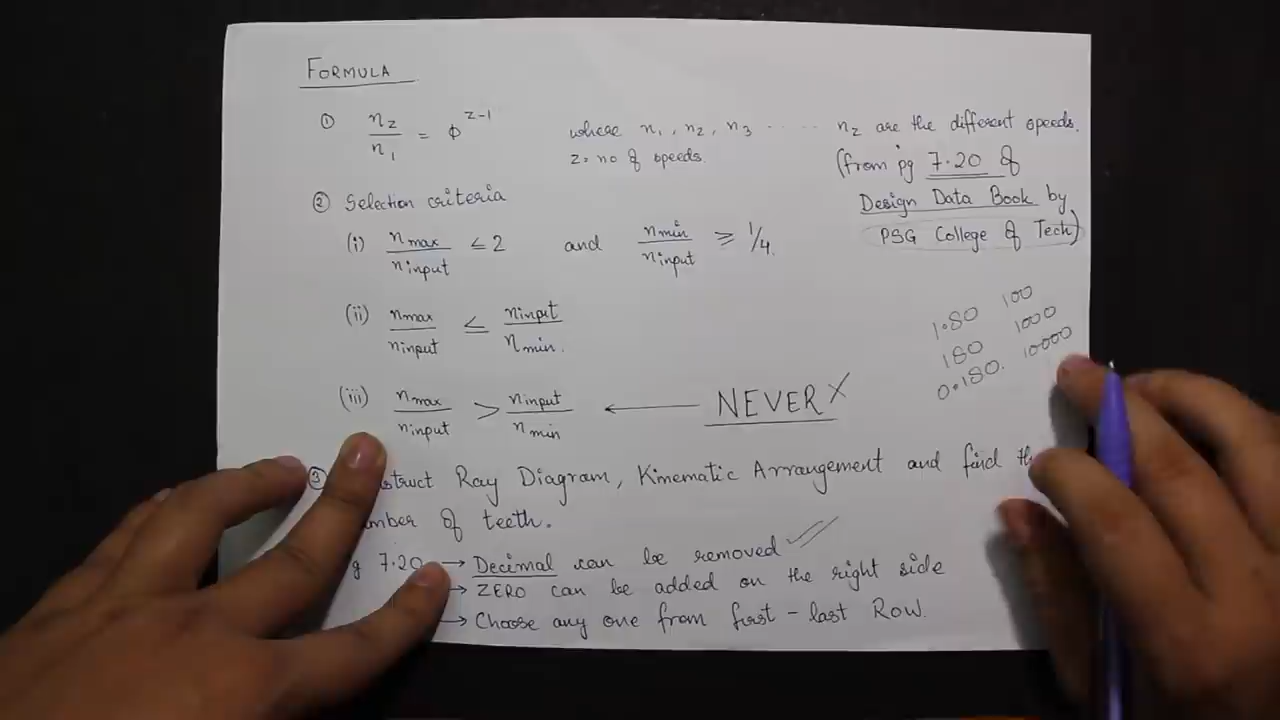 FORMULA
① nz/n1 = φ^z-1 where n1, n2, n3 ...... nz are the different speeds.
z = no of speeds. (from pg 7.20 of
Design Data Book by
PSG College of Tech)
② Selection criteria
(i) nmax/ninput ≤ 2 and nmin/ninput ≥ 1/4.
(ii) nmax/ninput ≤ ninput/nmin.
1.80 100
180 1000
0.180. 10000
(iii) nmax/ninput > ninput/nmin ← NEVER X
③ struct Ray Diagram, Kinematic Arrangement and find th
mber of teeth.
g 7.20 → Decimal can be removed ✓
→ ZERO can be added on the right side
→ Choose any one from first - last Row.